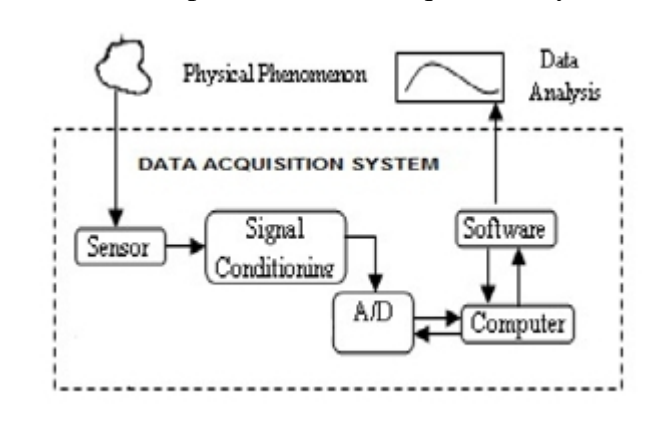 Physical Phenomenon
Data
Analysis
DATA ACQUISITION SYSTEM
Sensor
Signal
Conditioning
Software
A/D
Computer